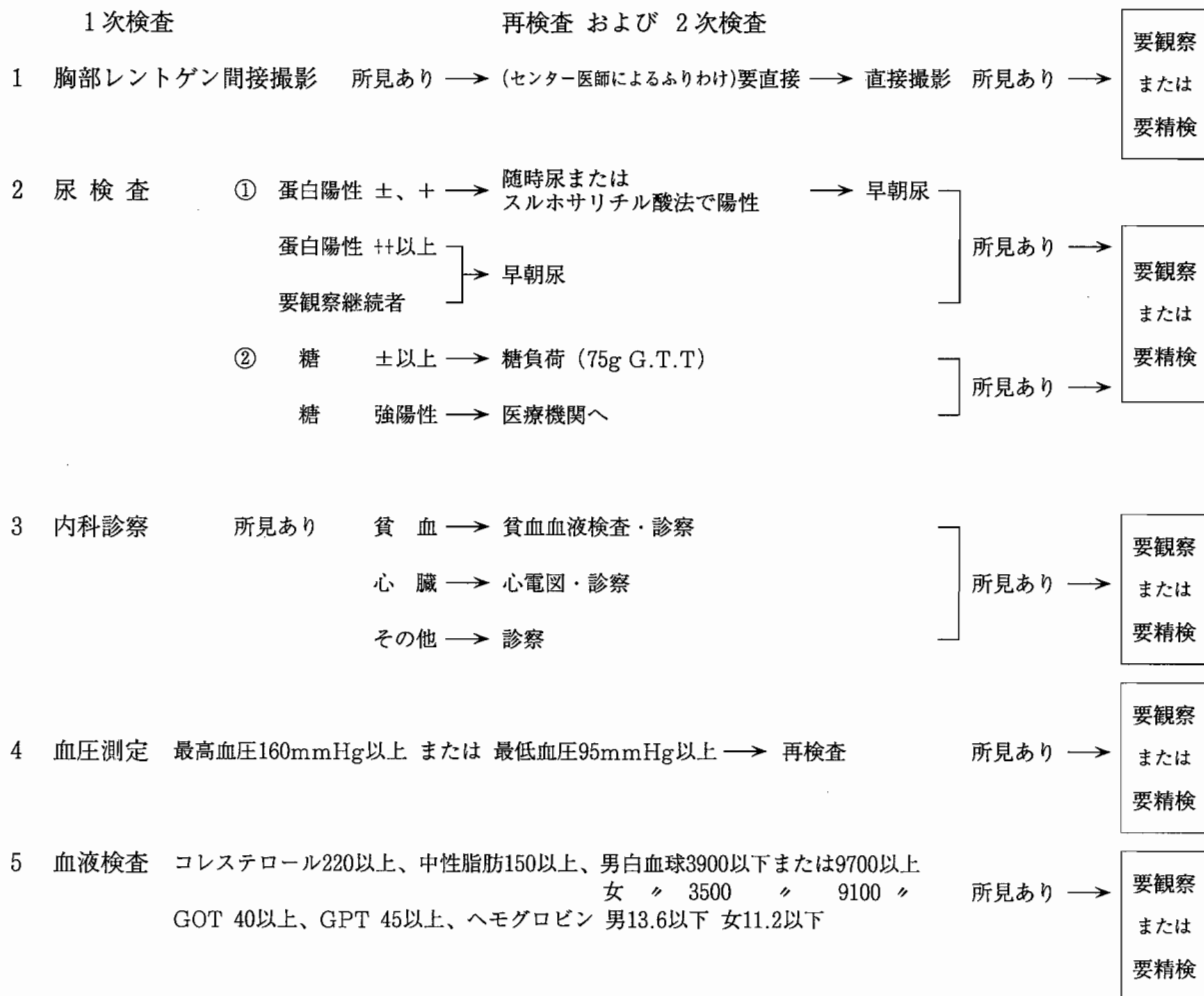 1次検査 再検査 および 2次検査
1 胸部レントゲン間接撮影 所見あり → (センター医師によるふりわけ)要直接 → 直接撮影 所見あり → 要観察 または 要精検
2 尿検査 ① 蛋白陽性 ±、+ → 随時尿または
スルホサリチル酸法で陽性 → 早朝尿
蛋白陽性 ++以上
要観察継続者 → 早朝尿
所見あり →
② 糖 ±以上 → 糖負荷 (75g G.T.T)
糖 強陽性 → 医療機関へ
所見あり →
要観察
または
要精検
3 内科診察 所見あり 貧血 → 貧血血液検査・診察
心臓 → 心電図・診察
その他 → 診察
所見あり →
要観察
または
要精検
4 血圧測定 最高血圧160mmHg以上 または 最低血圧95mmHg以上 → 再検査 所見あり →
要観察
または
要精検
5 血液検査 コレステロール220以上、中性脂肪150以上、男白血球3900以下または9700以上
女 〃 3500 〃 9100 〃
GOT 40以上、GPT 45以上、ヘモグロビン 男13.6以下 女11.2以下
所見あり →
要観察
または
要精検